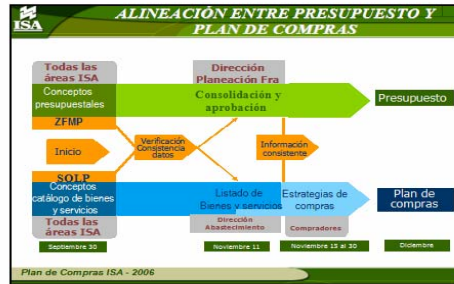 ISA
ALINEACIÓN ENTRE PRESUPUESTO Y
PLAN DE COMPRAS
Todas las
áreas ISA
Dirección
Planeación Fra
Conceptos
presupuestales
Consolidación y
aprobación
Presupuesto
ZFMP
Inicio
Verificación
Consistencia
datos
Información
consistente
SOLP
Conceptos
catálogo de bienes
y servicios
Listado de
Bienes y servicios
Estrategias de
compras
Plan de
compras
Todas las
áreas ISA
Dirección
Abastecimiento
Compradores
Septiembre 30
Noviembre 11
Noviembre 15 al 30
Diciembre
Plan de Compras ISA - 2006